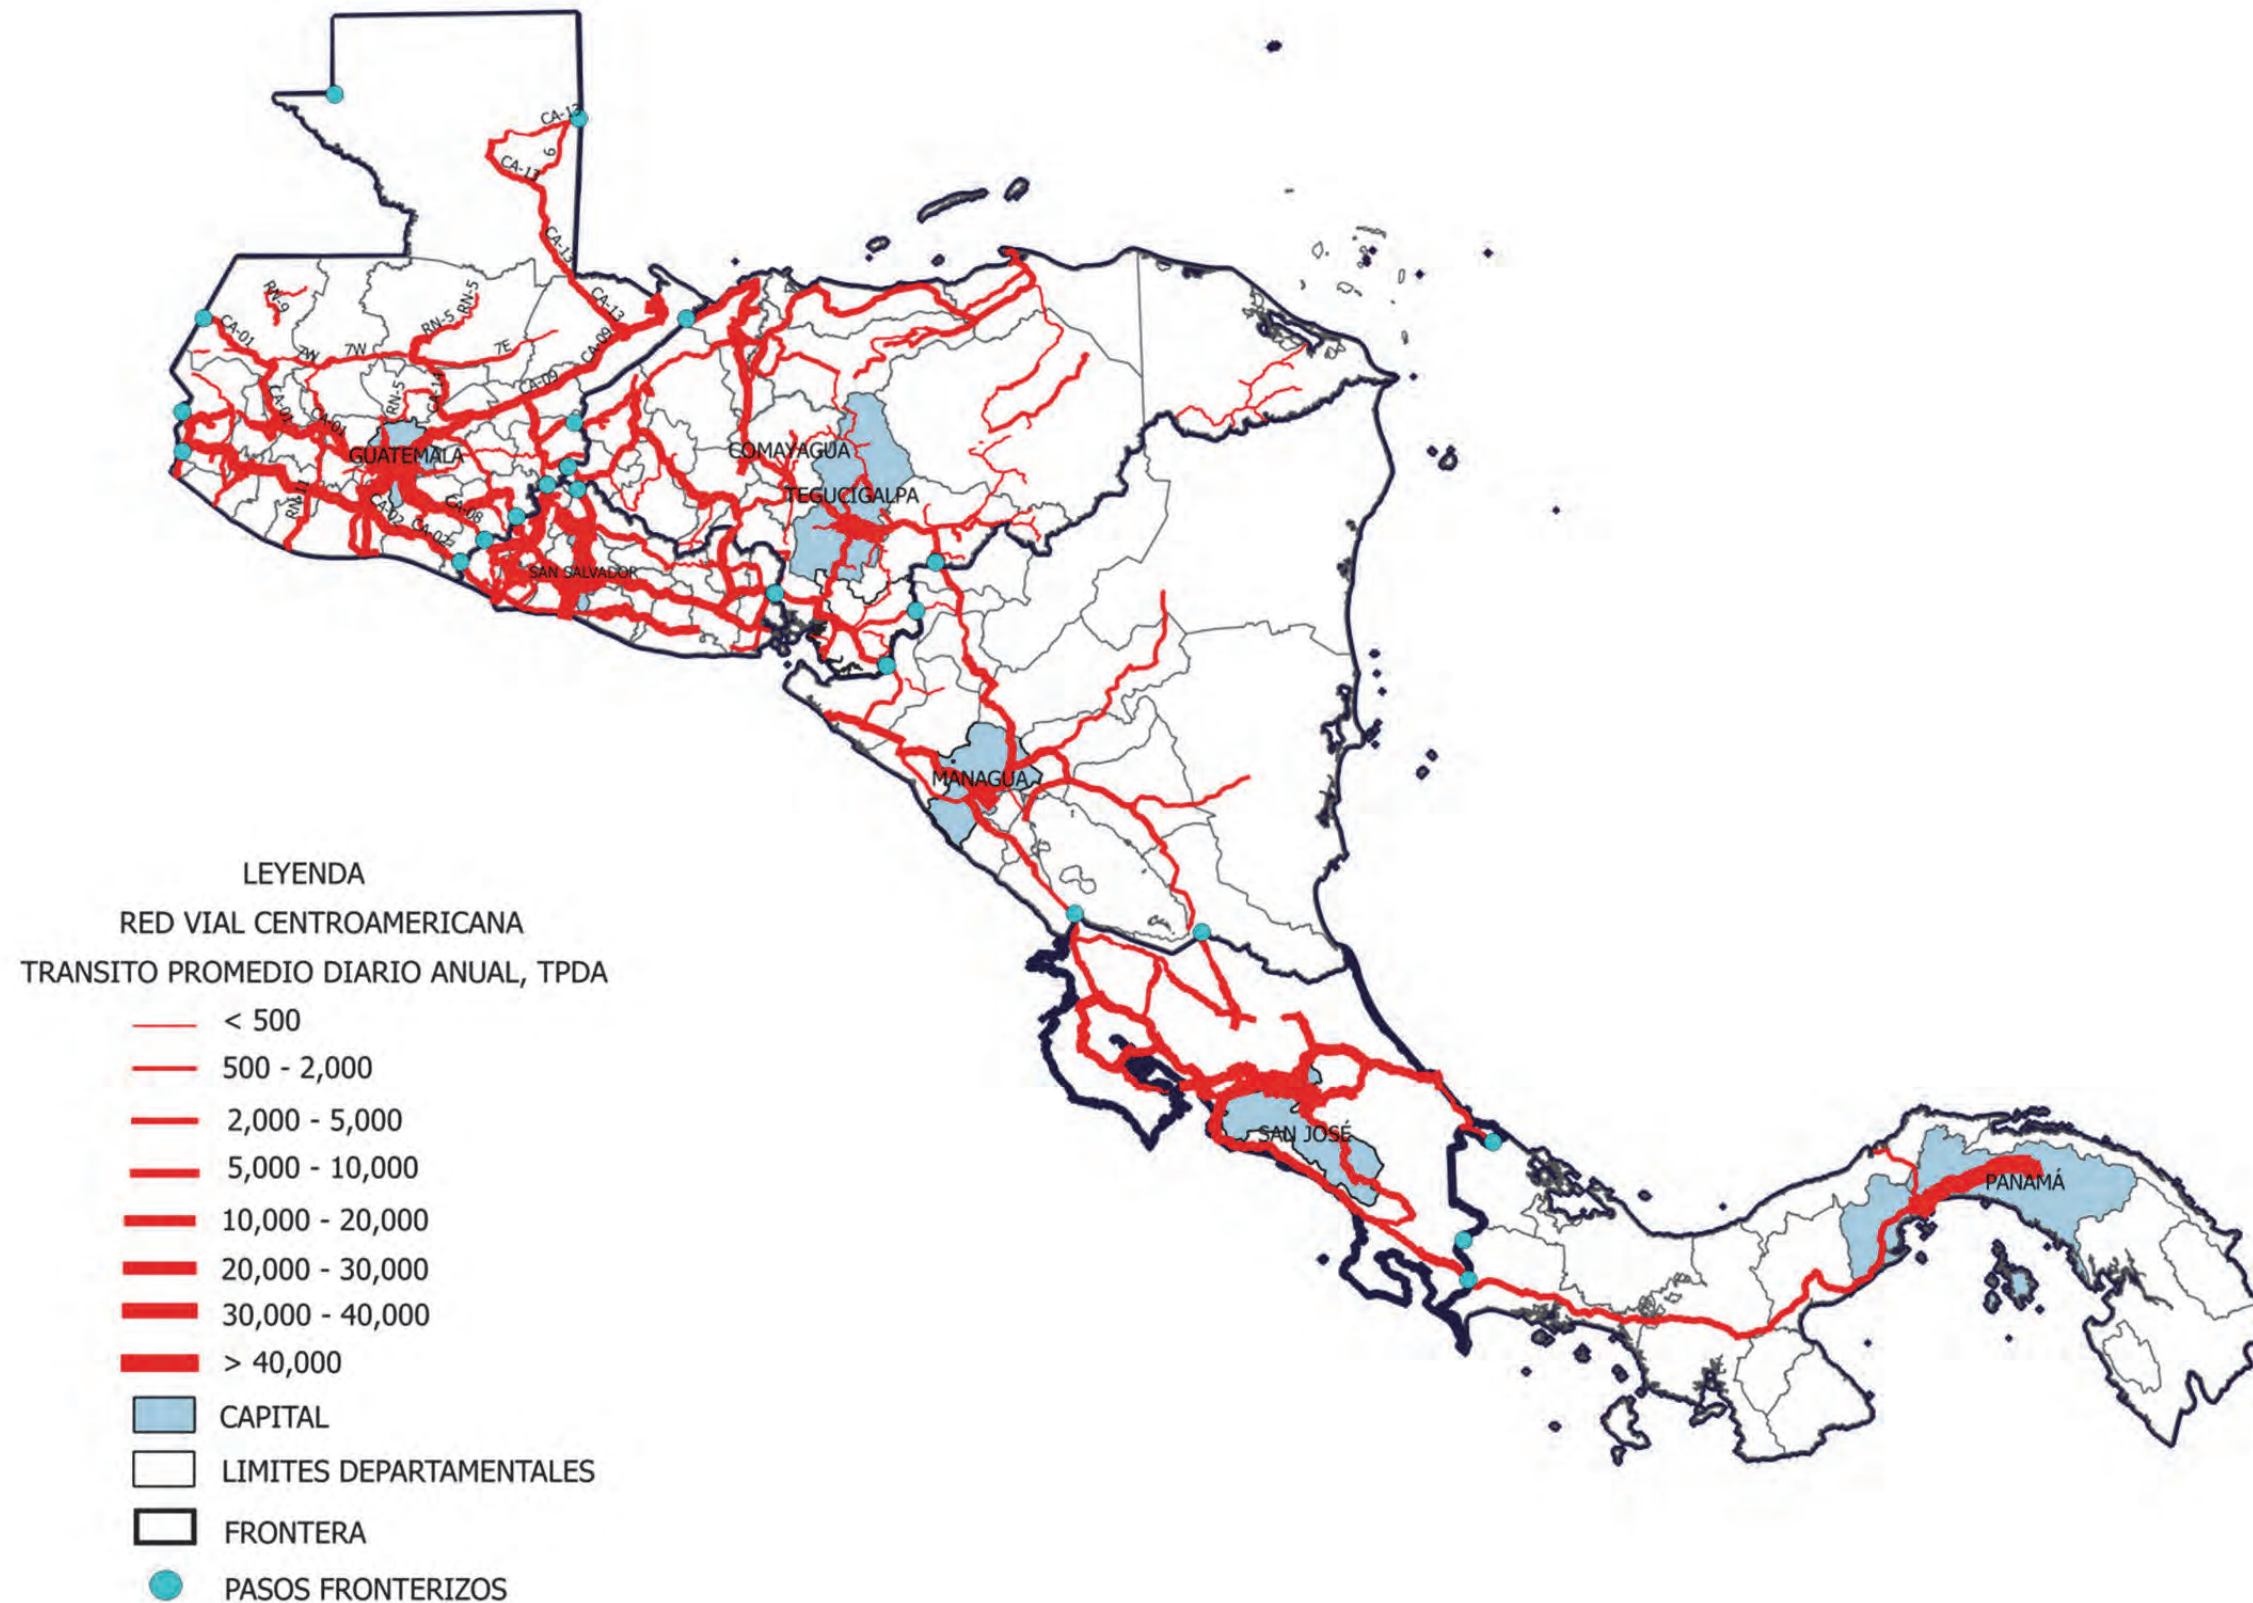 CA-13
6
CA-13
CA-13
CA-13
RN-9
RN-5
RN-5
CA-01
7W
7W
7E
CA-09
CA-09
CA-01
CA-01
RN-5
CA-14
GUATEMALA
COMAYAGUA
TEGUCIGALPA
RN-11
CA-02
CA-08
CA-02
SAN SALVADOR
MANAGUA
SAN JOSÉ
PANAMÁ
LEYENDA
RED VIAL CENTROAMERICANA
TRANSITO PROMEDIO DIARIO ANUAL, TPDA
< 500
500 - 2,000
2,000 - 5,000
5,000 - 10,000
10,000 - 20,000
20,000 - 30,000
30,000 - 40,000
> 40,000
CAPITAL
LIMITES DEPARTAMENTALES
FRONTERA
PASOS FRONTERIZOS